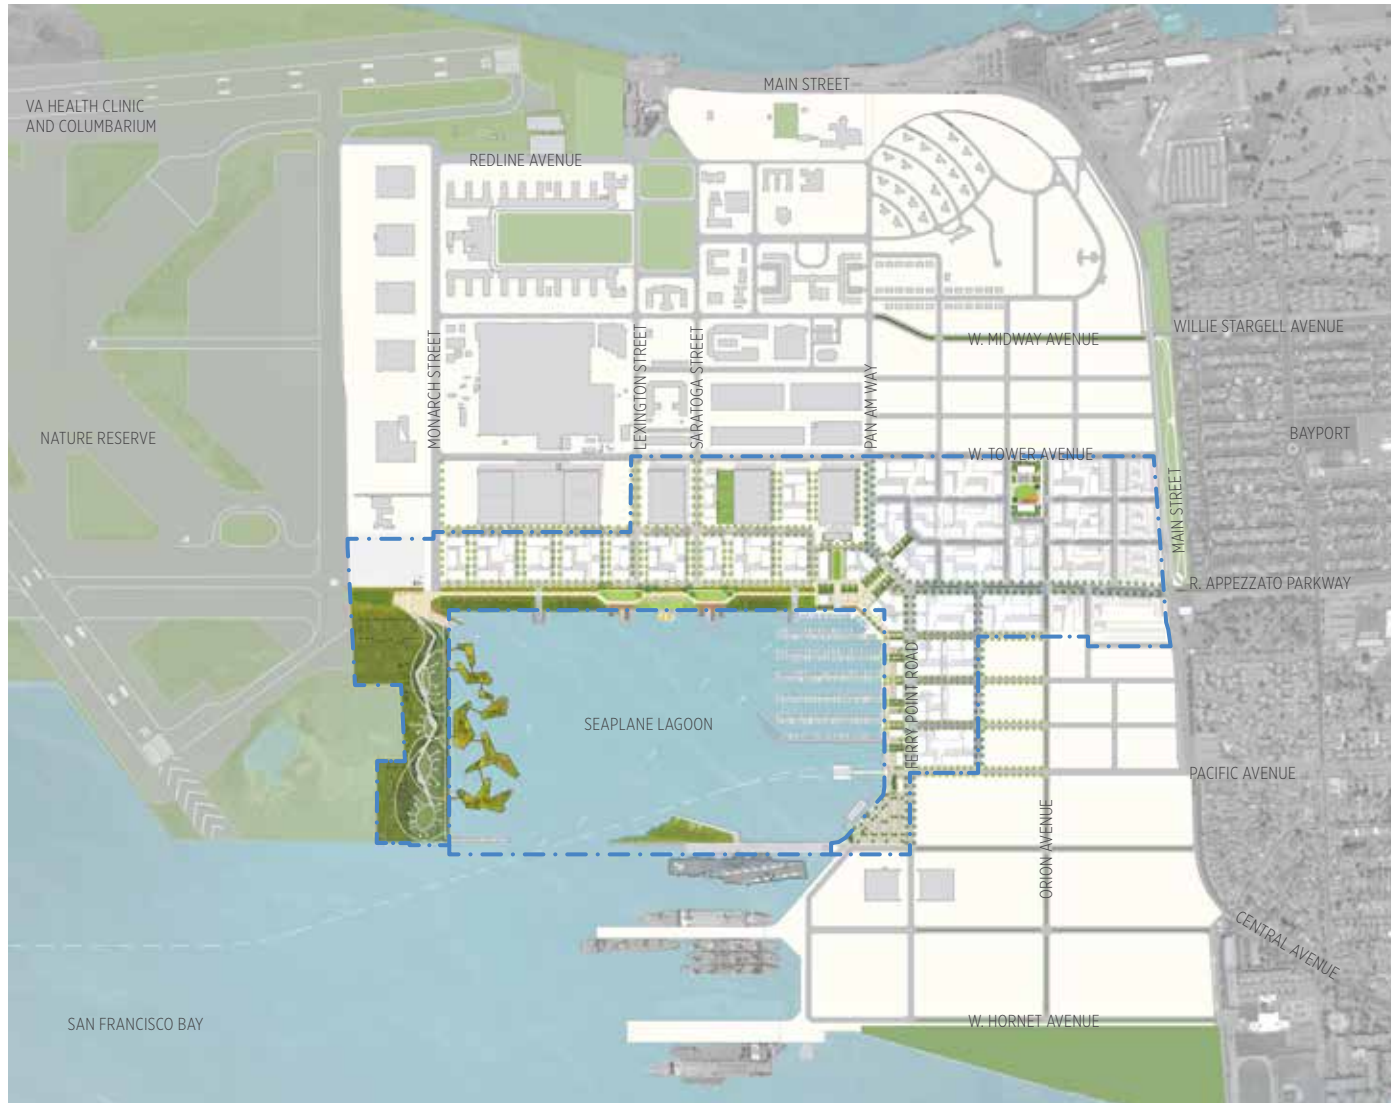 MAIN STREET
VA HEALTH CLINIC
AND COLUMBARIUM
REDLINE AVENUE
WILLIE STARGELL AVENUE
W. MIDWAY AVENUE
MONARCH STREET
LEXINGTON STREET
SARATOGA STREET
PAN AM WAY
NATURE RESERVE
BAYPORT
W. TOWER AVENUE
MAIN STREET
R. APPEZZATO PARKWAY
SEAPLANE LAGOON
FERRY POINT ROAD
PACIFIC AVENUE
ORION AVENUE
CENTRAL AVENUE
SAN FRANCISCO BAY
W. HORNET AVENUE